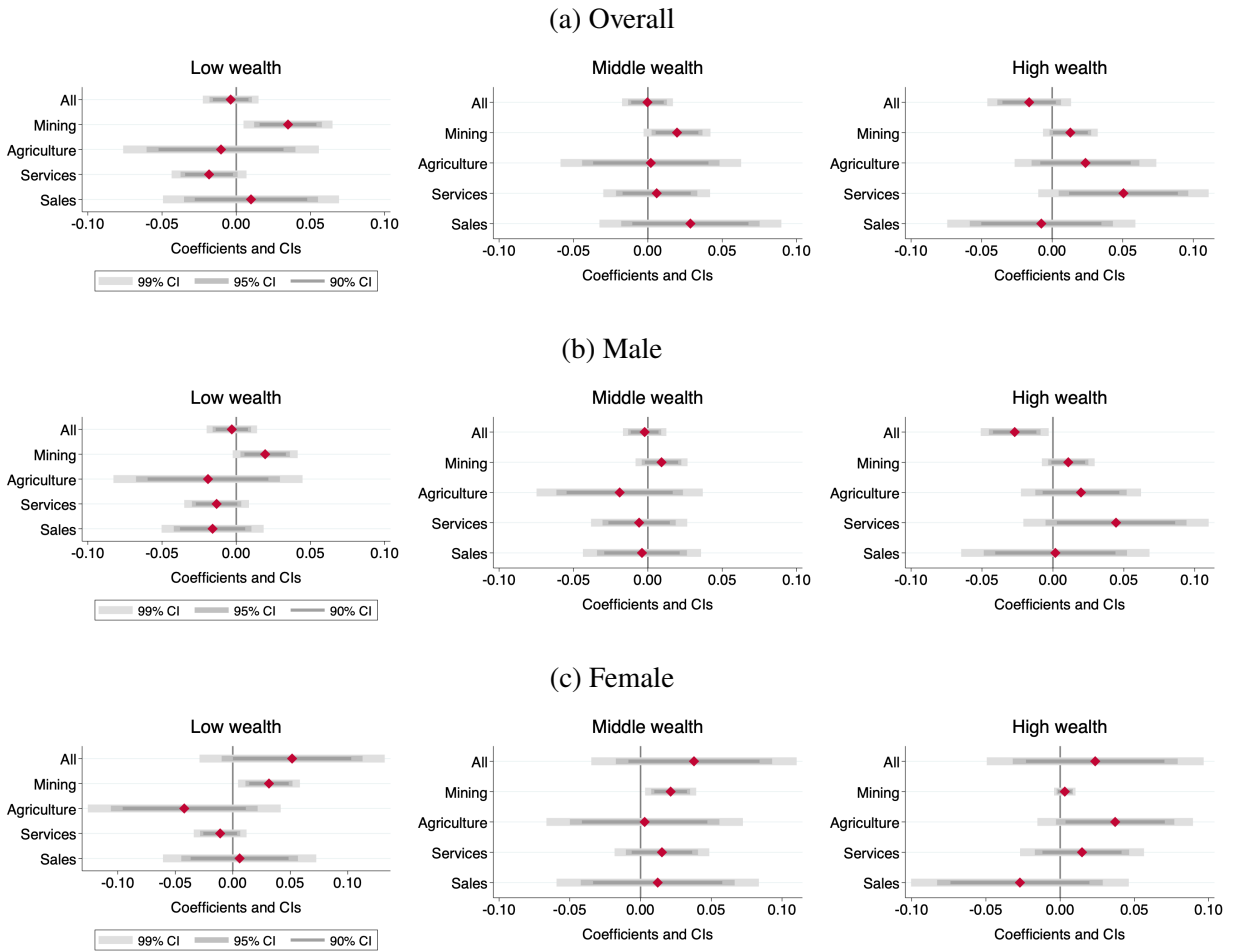 (a) Overall
Low wealth
All
Mining
Agriculture
Services
Sales
-0.10 -0.05 0.00 0.05 0.10
Coefficients and CIs
99% CI 95% CI 90% CI
Middle wealth
All
Mining
Agriculture
Services
Sales
-0.10 -0.05 0.00 0.05 0.10
Coefficients and CIs
High wealth
All
Mining
Agriculture
Services
Sales
-0.10 -0.05 0.00 0.05 0.10
Coefficients and CIs
(b) Male
Low wealth
All
Mining
Agriculture
Services
Sales
-0.10 -0.05 0.00 0.05 0.10
Coefficients and CIs
99% CI 95% CI 90% CI
Middle wealth
All
Mining
Agriculture
Services
Sales
-0.10 -0.05 0.00 0.05 0.10
Coefficients and CIs
High wealth
All
Mining
Agriculture
Services
Sales
-0.10 -0.05 0.00 0.05 0.10
Coefficients and CIs
(c) Female
Low wealth
All
Mining
Agriculture
Services
Sales
-0.10 -0.05 0.00 0.05 0.10
Coefficients and CIs
99% CI 95% CI 90% CI
Middle wealth
All
Mining
Agriculture
Services
Sales
-0.10 -0.05 0.00 0.05 0.10
Coefficients and CIs
High wealth
All
Mining
Agriculture
Services
Sales
-0.10 -0.05 0.00 0.05 0.10
Coefficients and CIs